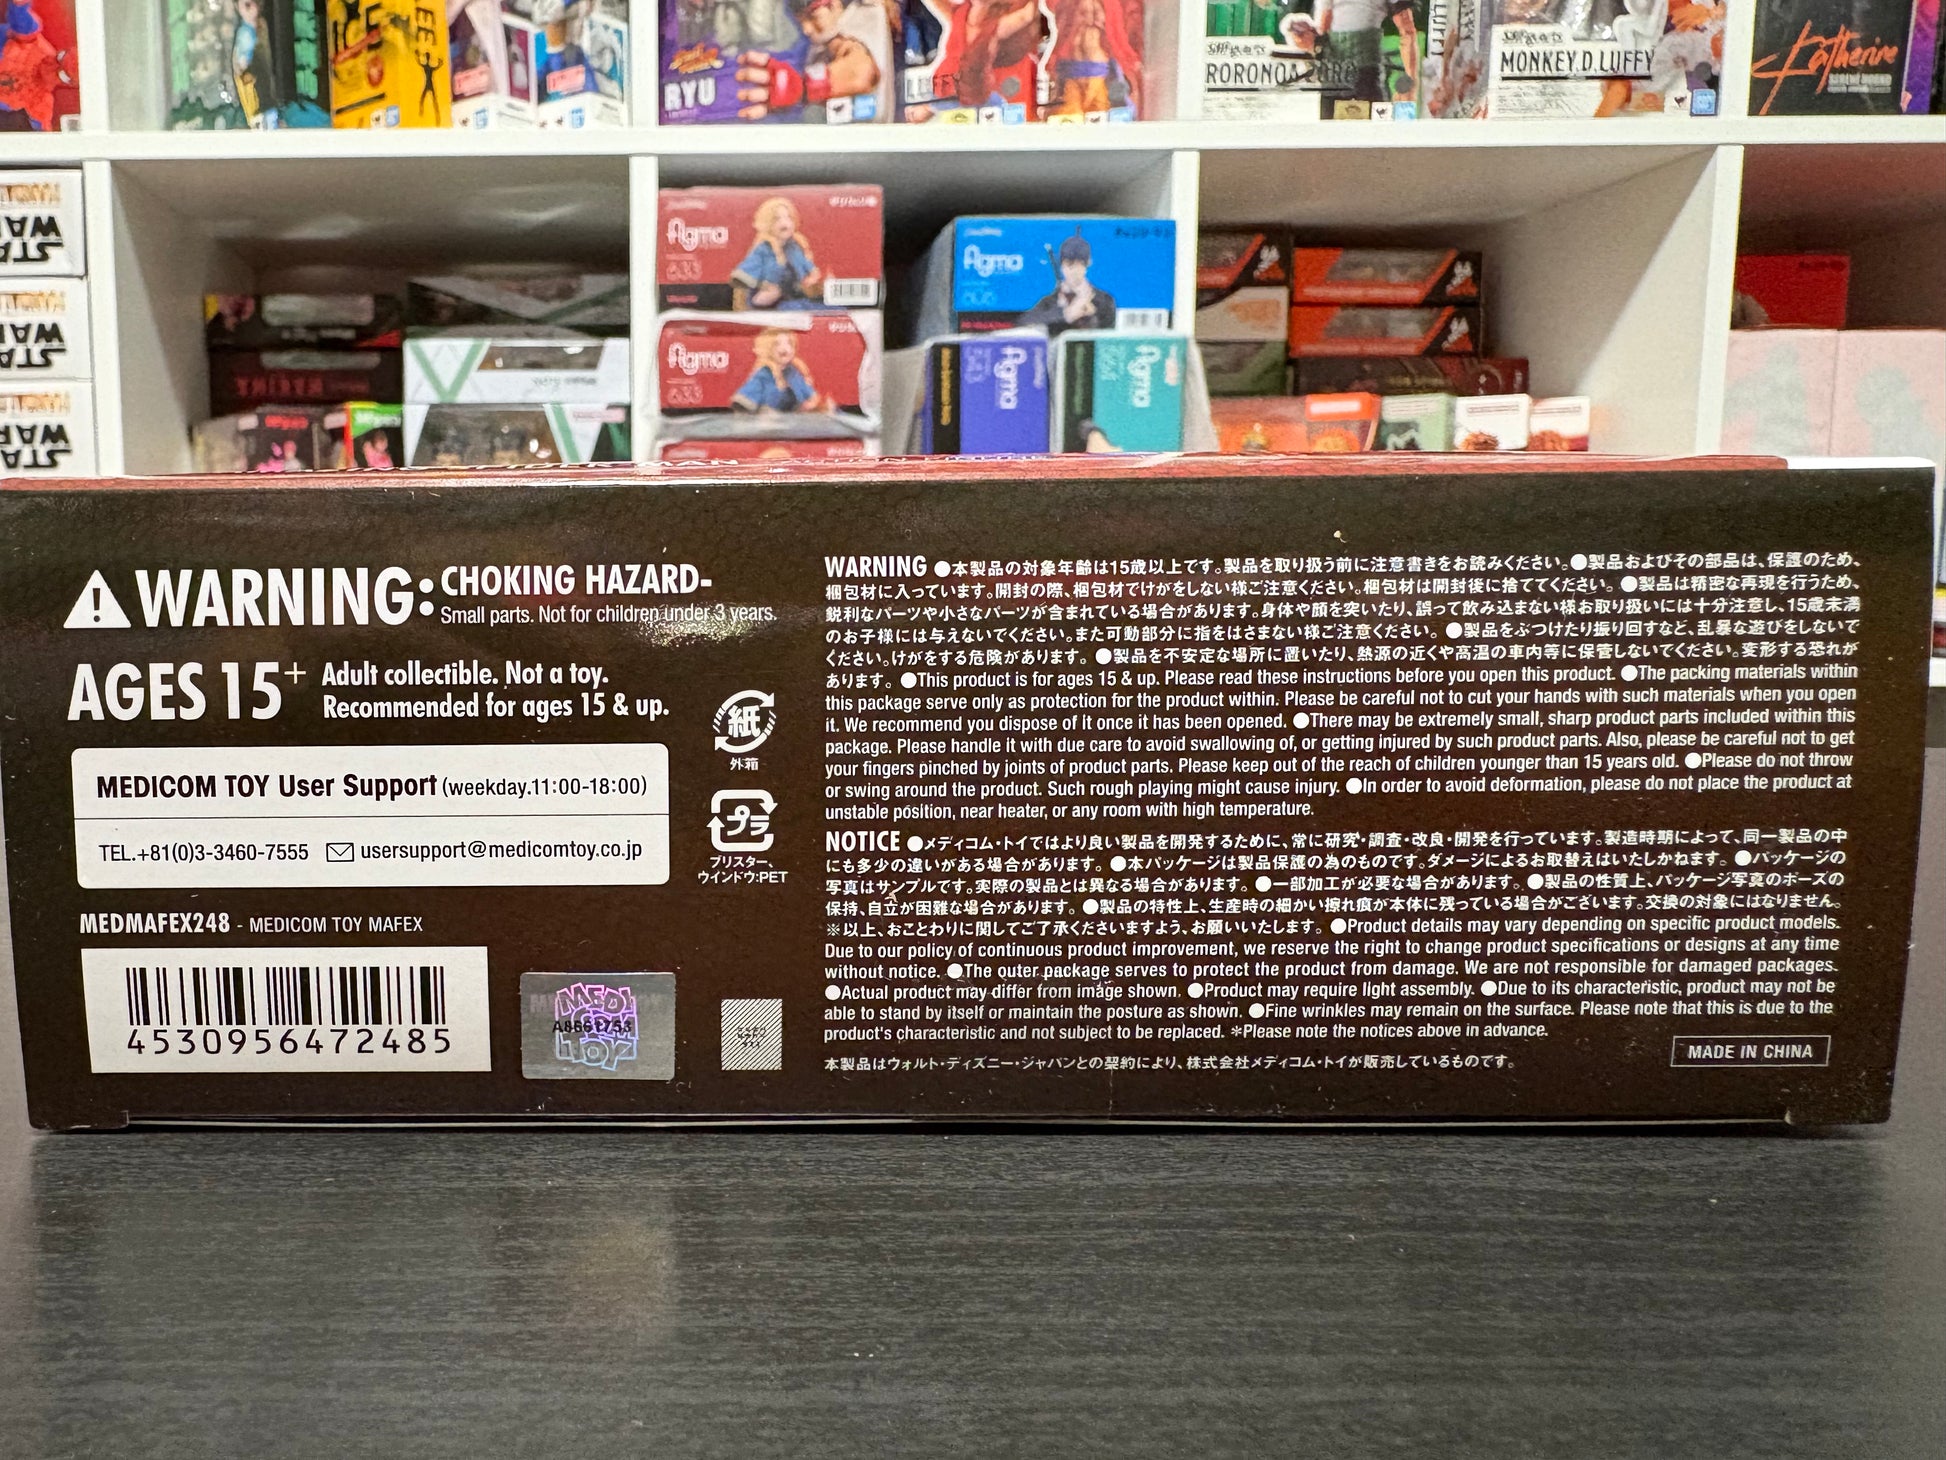 RYU
LUFFY
RORONOA ZORO
MONKEY.D.LUFFY
Katherine
STAR
WAR
STAR
WAR
STAR
WAR
figma
633
figma
figma
633
figma
figma
⚠WARNING: CHOKING HAZARD-
Small parts. Not for children under 3 years.
AGES 15+ Adult collectible. Not a toy.
Recommended for ages 15 & up.
MEDICOM TOY User Support (weekday.11:00-18:00)
TEL.+81(0)3-3460-7555 usersupport@medicomtoy.co.jp
MEDMAFEX248 - MEDICOM TOY MAFEX
4530956472485
MEDI
COM
TOY
A8661753
紙
外箱
プラ
ブリスター、
ウインドウ:PET
WARNING ●本製品の対象年齢は15歳以上です。製品を取り扱う前に注意書きをお読みください。●製品およびその部品は、保護のため、
梱包材に入っています。開封の際、梱包材でけがをしない様ご注意ください。梱包材は開封後に捨ててください。●製品は精密な再現を行うため、
鋭利なパーツや小さなパーツが含まれている場合があります。身体や顔を突いたり、誤って飲み込まない様お取り扱いには十分注意し、15歳未満
のお子様には与えないでください。また可動部分に指をはさまない様ご注意ください。●製品をぶつけたり振り回すなど、乱暴な遊びをしないで
ください。けがをする危険があります。●製品を不安定な場所に置いたり、熱源の近くや高温の車内等に保管しないでください。変形する恐れが
あります。●This product is for ages 15 & up. Please read these instructions before you open this product. ●The packing materials within
this package serve only as protection for the product within. Please be careful not to cut your hands with such materials when you open
it. We recommend you dispose of it once it has been opened. ●There may be extremely small, sharp product parts included within this
package. Please handle it with due care to avoid swallowing of, or getting injured by such product parts. Also, please be careful not to get
your fingers pinched by joints of product parts. Please keep out of the reach of children younger than 15 years old. ●Please do not throw
or swing around the product. Such rough playing might cause injury. ●In order to avoid deformation, please do not place the product at
unstable position, near heater, or any room with high temperature.
NOTICE ●メディコム・トイではより良い製品を開発するために、常に研究・調査・改良・開発を行っています。製造時期によって、同一製品の中
にも多少の違いがある場合があります。●本パッケージは製品保護の為のものです。ダメージによるお取替えはいたしかねます。●パッケージの
写真はサンプルです。実際の製品とは異なる場合があります。●一部加工が必要な場合があります。●製品の性質上、パッケージ写真のポーズの
保持、自立が困難な場合があります。●製品の特性上、生産時の細かい擦れ痕が本体に残っている場合がございます。交換の対象にはなりません。
※以上、おことわりに関してご了承くださいますよう、お願いいたします。●Product details may vary depending on specific product models.
Due to our policy of continuous product improvement, we reserve the right to change product specifications or designs at any time
without notice. ●The outer package serves to protect the product from damage. We are not responsible for damaged packages.
●Actual product may differ from image shown. ●Product may require light assembly. ●Due to its characteristic, product may not be
able to stand by itself or maintain the posture as shown. ●Fine wrinkles may remain on the surface. Please note that this is due to the
product's characteristic and not subject to be replaced. *Please note the notices above in advance.
本製品はウォルト・ディズニー・ジャパンとの契約により、株式会社メディコム・トイが販売しているものです。
MADE IN CHINA